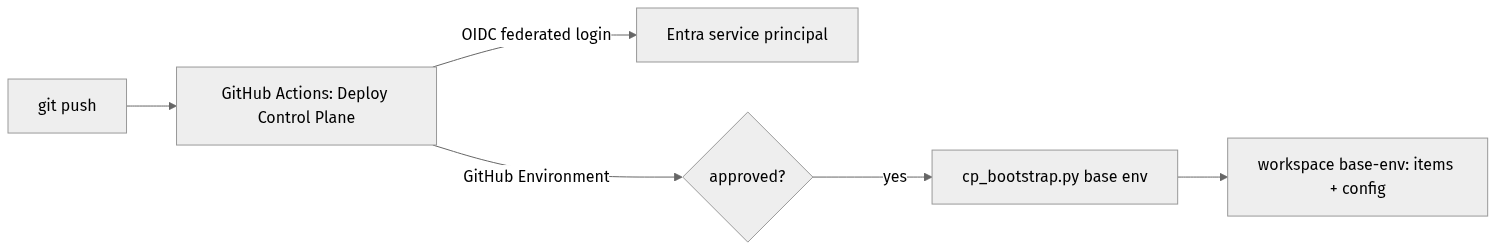 git push
GitHub Actions: Deploy
Control Plane
OIDC federated login
Entra service principal
GitHub Environment
approved?
yes
cp_bootstrap.py base env
workspace base-env: items
+ config